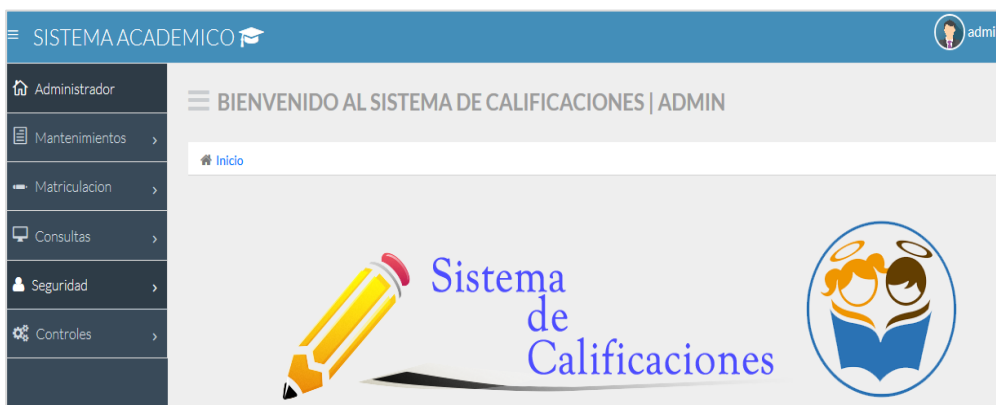 SISTEMA ACADEMICO
admi
Administrador
BIENVENIDO AL SISTEMA DE CALIFICACIONES | ADMIN
Mantenimientos
Inicio
Matriculacion
Consultas
Seguridad
Controles
Sistema
de
Calificaciones